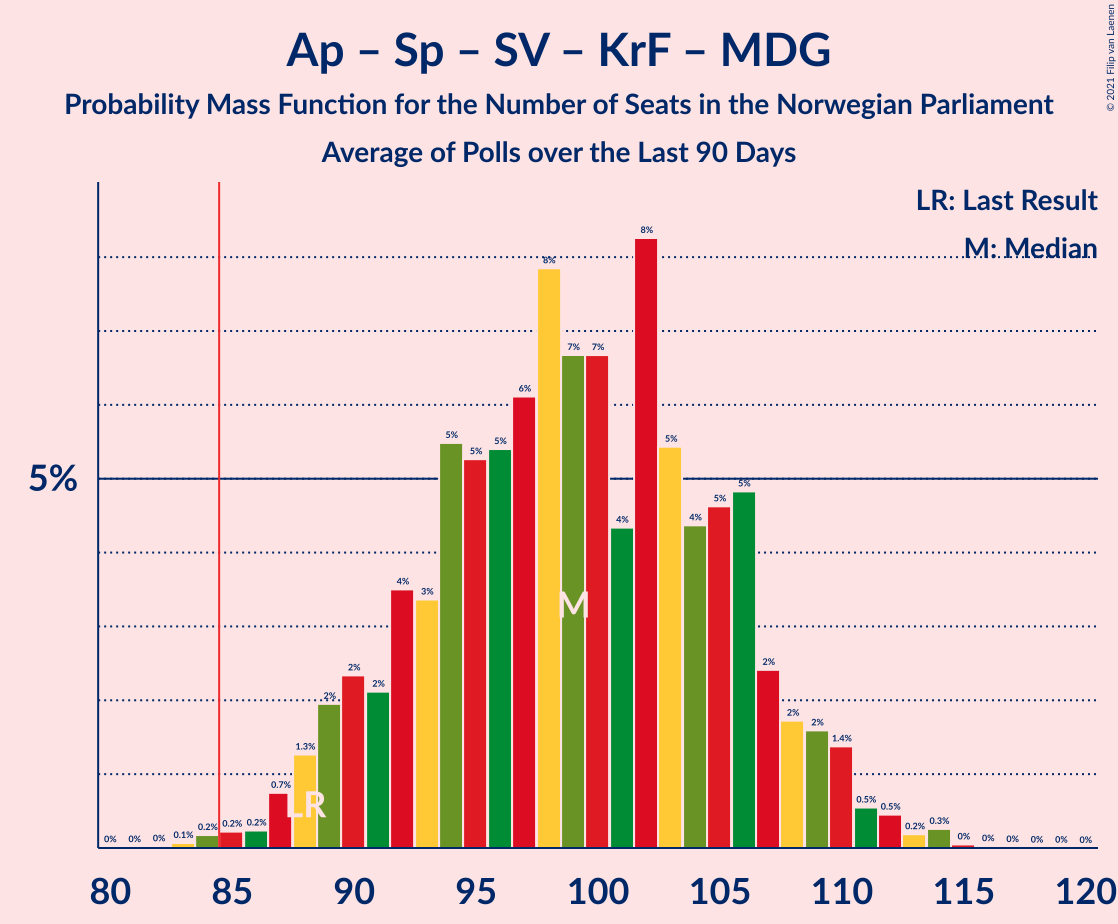 Ap – Sp – SV – KrF – MDG
Probability Mass Function for the Number of Seats in the Norwegian Parliament
Average of Polls over the Last 90 Days
© 2021 Filip van Laenen
LR: Last Result
M: Median
5%
0% 0% 0% 0.1% 0.2% 0.2% 0.2% 0.7% 1.3% 2% 2% 2% 4% 3% 5% 5% 5% 6% 8% 7% 7% 4% 8% 5% 4% 5% 5% 2% 2% 2% 1.4% 0.5% 0.5% 0.2% 0.3% 0% 0% 0% 0% 0% 0%
M
LR
80 85 90 95 100 105 110 115 120